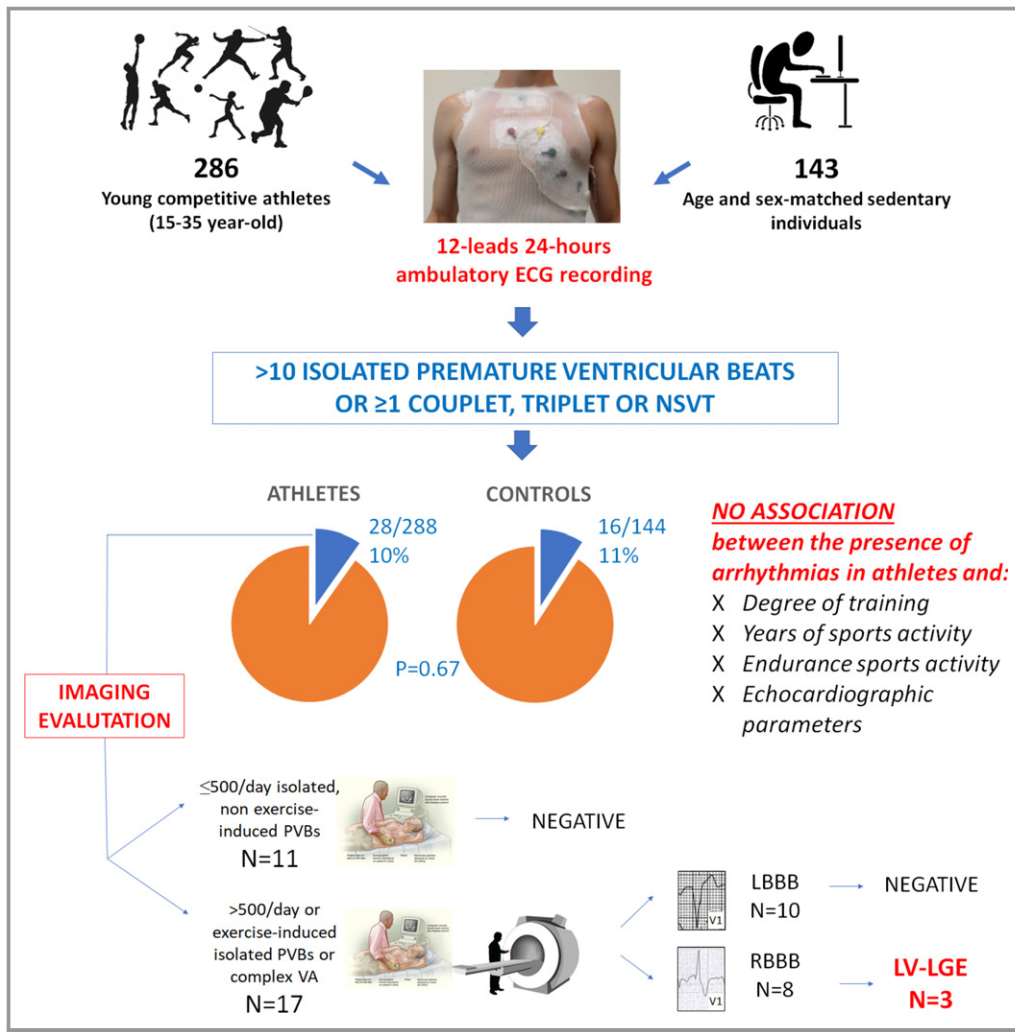 286
Young competitive athletes
(15-35 year-old)
143
Age and sex-matched sedentary
individuals
12-leads 24-hours
ambulatory ECG recording
>10 ISOLATED PREMATURE VENTRICULAR BEATS
OR ≥1 COUPLET, TRIPLET OR NSVT
ATHLETES
28/288
10%
CONTROLS
16/144
11%
P=0.67
NO ASSOCIATION
between the presence of
arrhythmias in athletes and:
X Degree of training
X Years of sports activity
X Endurance sports activity
X Echocardiographic
parameters
IMAGING
EVALUTATION
≤500/day isolated,
non exercise-
induced PVBs
N=11
NEGATIVE
>500/day or
exercise-induced
isolated PVBs or
complex VA
N=17
V1
LBBB
N=10
NEGATIVE
V1
RBBB
N=8
LV-LGE
N=3